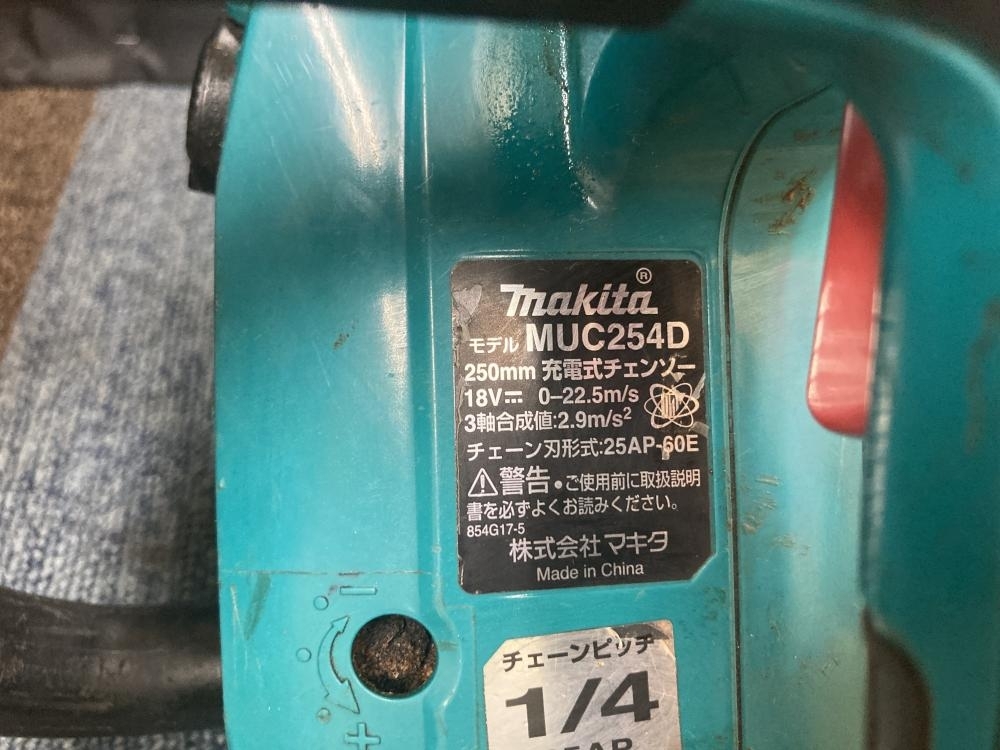 makita®
モデル MUC254D
250mm 充電式チェンソー
18V⎓ 0–22.5m/s
3軸合成値:2.9m/s²
チェーン刃形式:25AP-60E
⚠警告・ご使用前に取扱説明
書を必ずよくお読みください。
854G17-5
株式会社マキタ
Made in China
チェーンピッチ
1/4